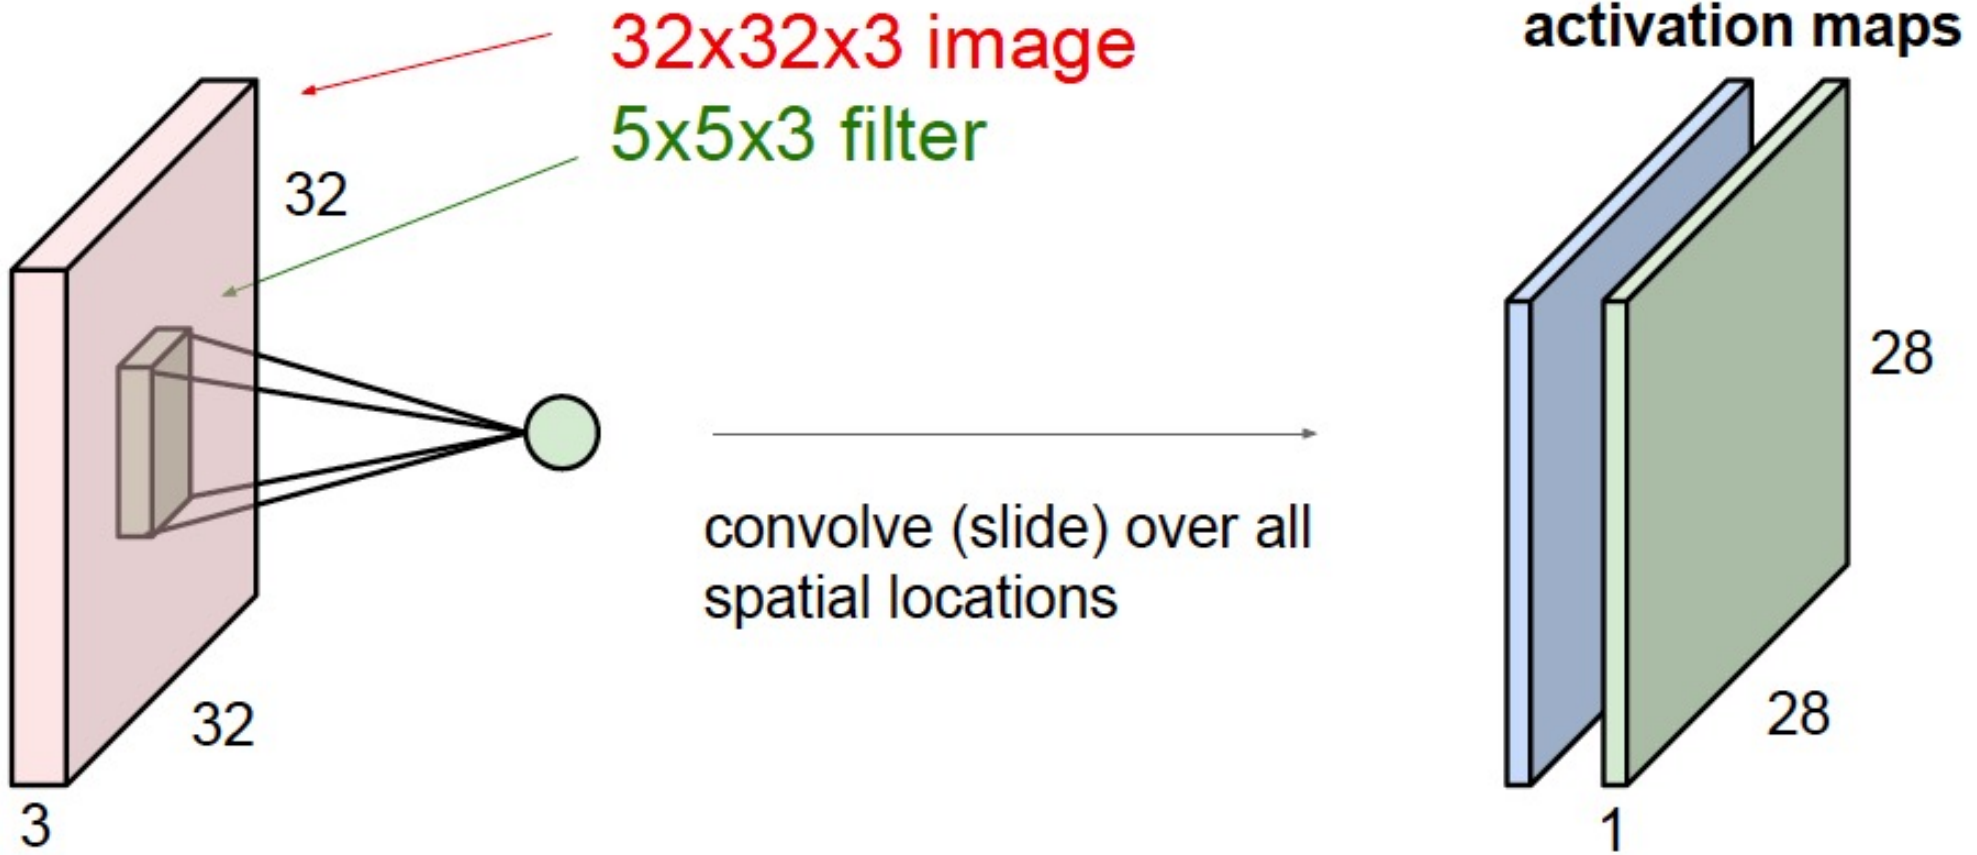 32x32x3 image
5x5x3 filter
32
32
3
convolve (slide) over all
spatial locations
activation maps
28
28
1